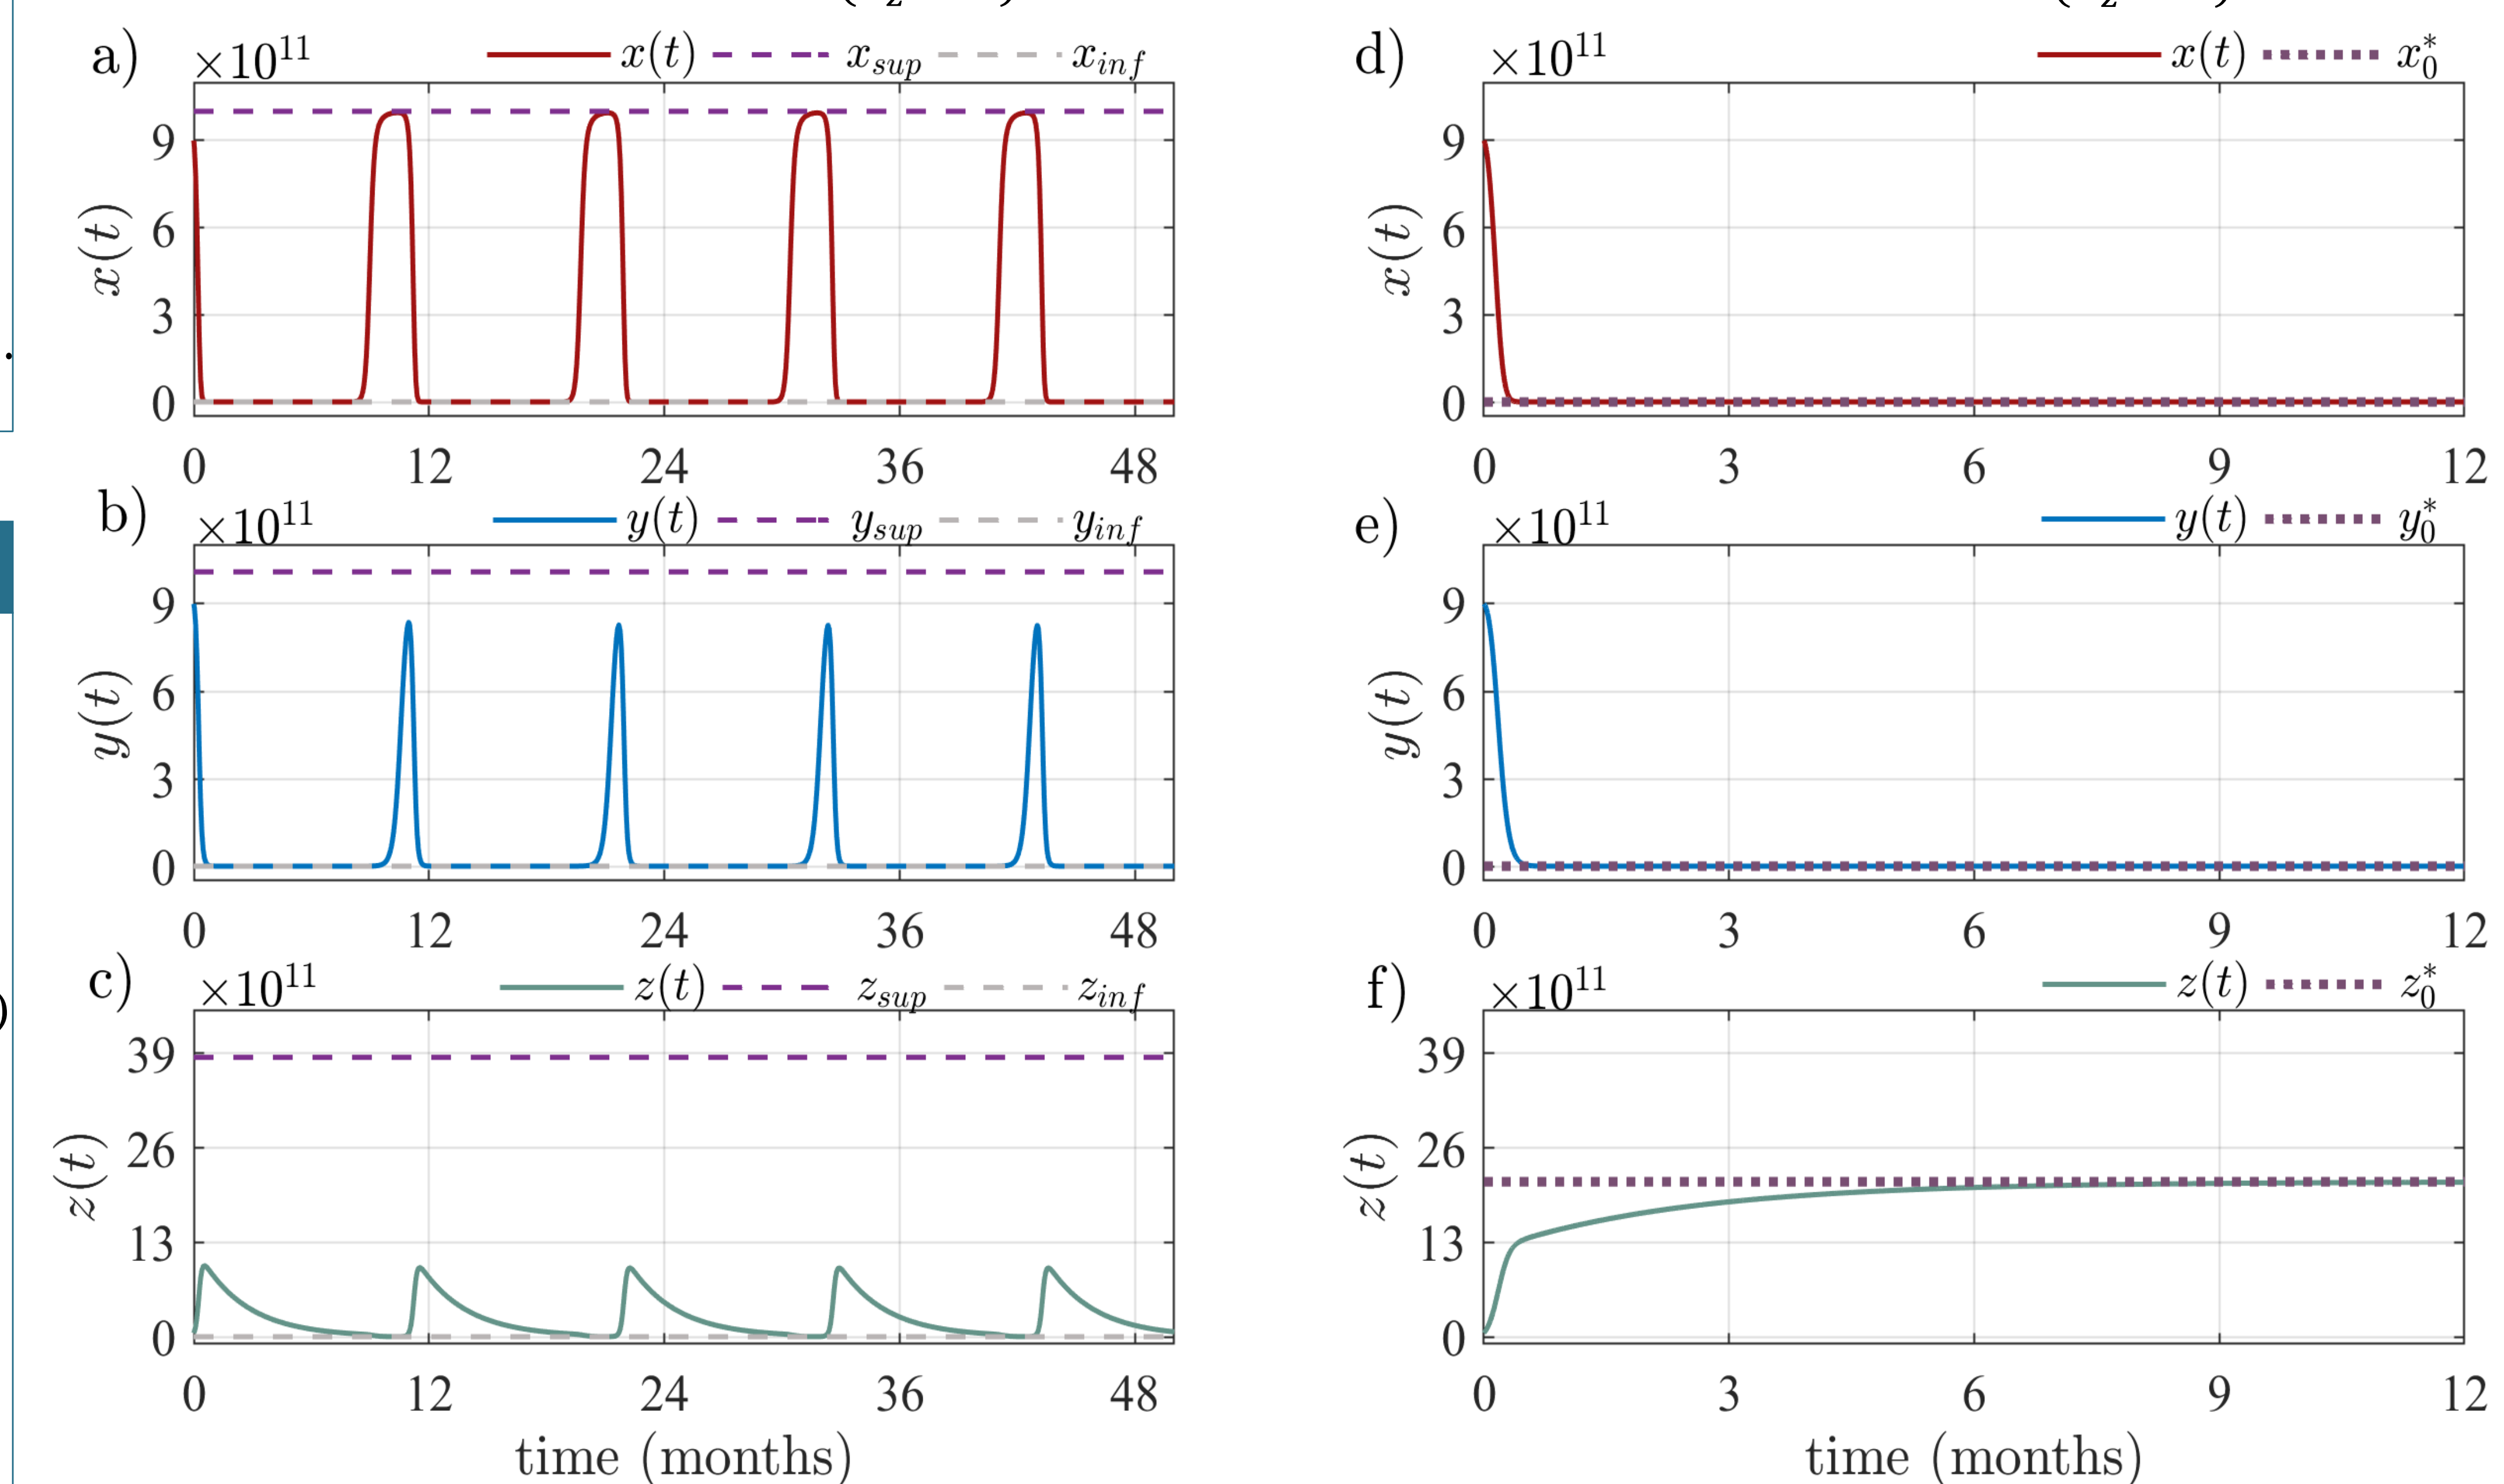 a) ×10^11 x(t) x_sup x_inf
x(t)
9
6
3
0
0 12 24 36 48
b) ×10^11 y(t) y_sup y_inf
y(t)
9
6
3
0
0 12 24 36 48
c) ×10^11 z(t) z_sup z_inf
z(t)
39
26
13
0
0 12 24 36 48
time (months)
d) ×10^11 x(t) x_0^*
x(t)
9
6
3
0
0 3 6 9 12
e) ×10^11 y(t) y_0^*
y(t)
9
6
3
0
0 3 6 9 12
f) ×10^11 z(t) z_0^*
z(t)
39
26
13
0
0 3 6 9 12
time (months)